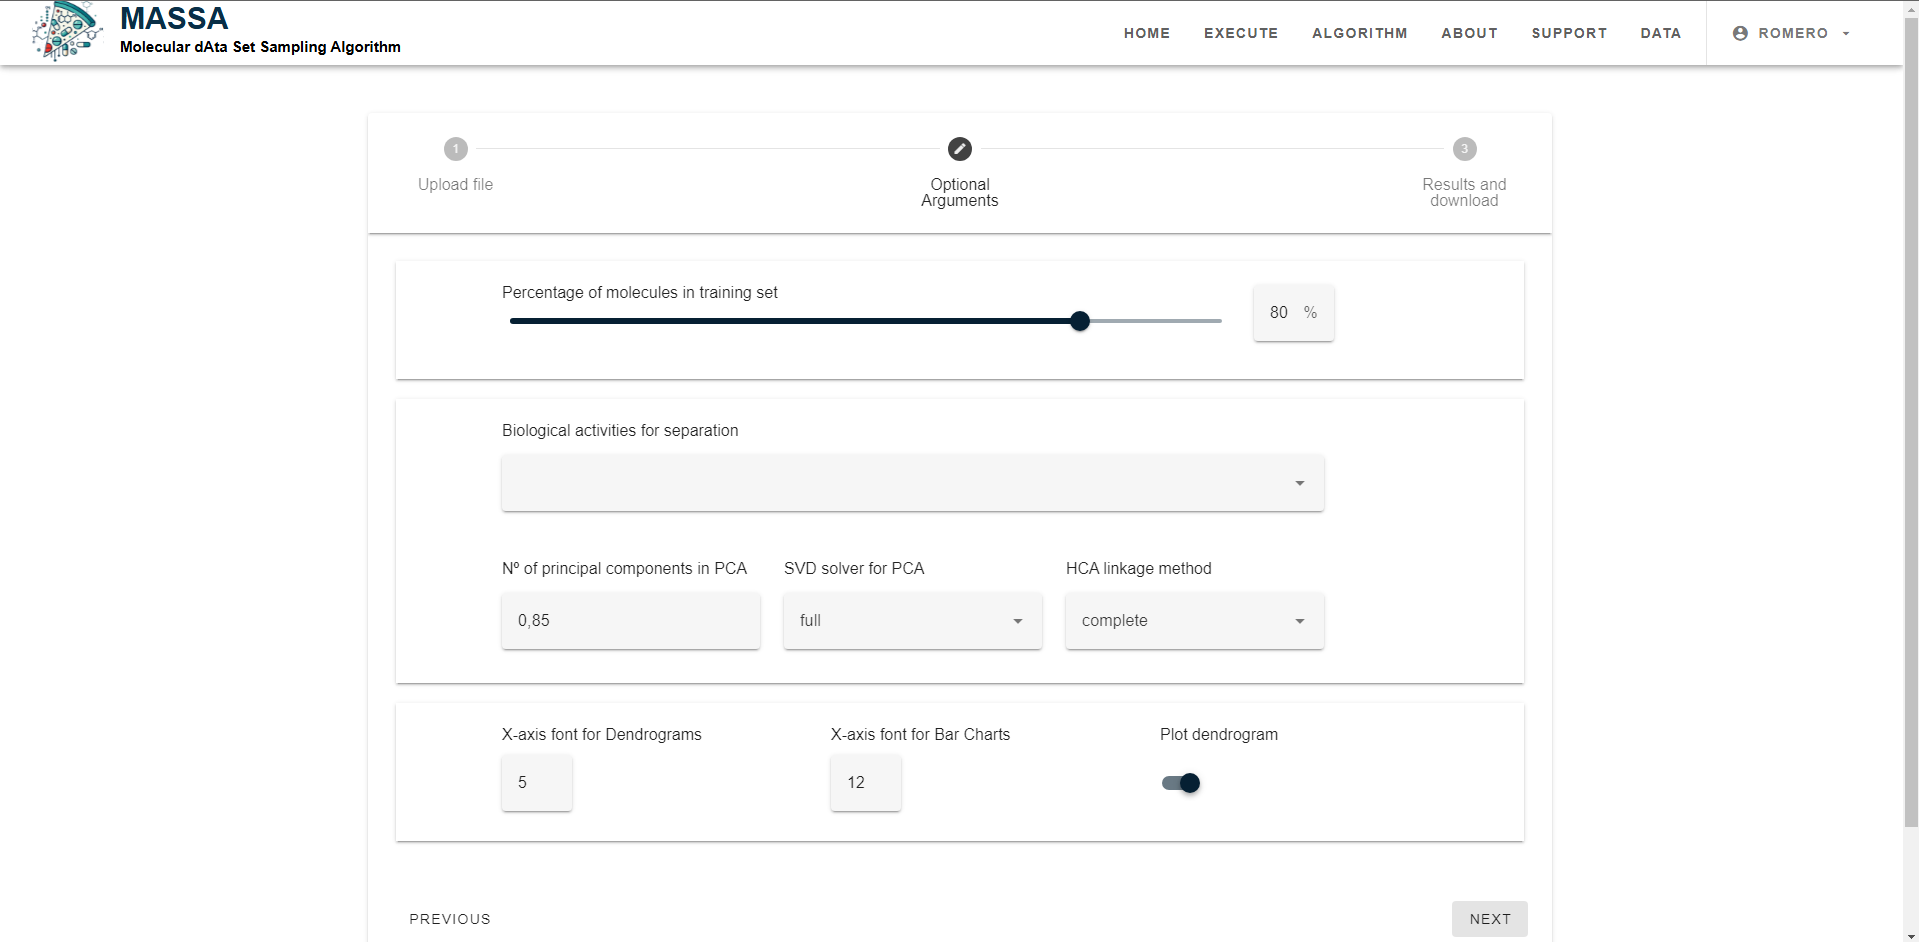 MASSA
Molecular dAta Set Sampling Algorithm
HOME EXECUTE ALGORITHM ABOUT SUPPORT DATA ROMERO
1 3
Upload file
Optional
Arguments
Results and
download
Percentage of molecules in training set
80 %
Biological activities for separation
Nº of principal components in PCA SVD solver for PCA HCA linkage method
0,85 full complete
X-axis font for Dendrograms X-axis font for Bar Charts Plot dendrogram
5 12
PREVIOUS NEXT